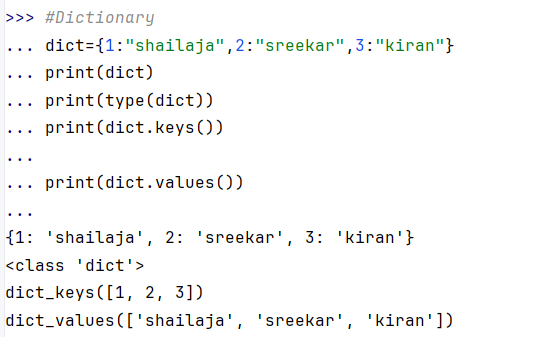 >>> #Dictionary
... dict={1:"shailaja",2:"sreekar",3:"kiran"}
... print(dict)
... print(type(dict))
... print(dict.keys())
...
... print(dict.values())
...
{1: 'shailaja', 2: 'sreekar', 3: 'kiran'}
<class 'dict'>
dict_keys([1, 2, 3])
dict_values(['shailaja', 'sreekar', 'kiran'])